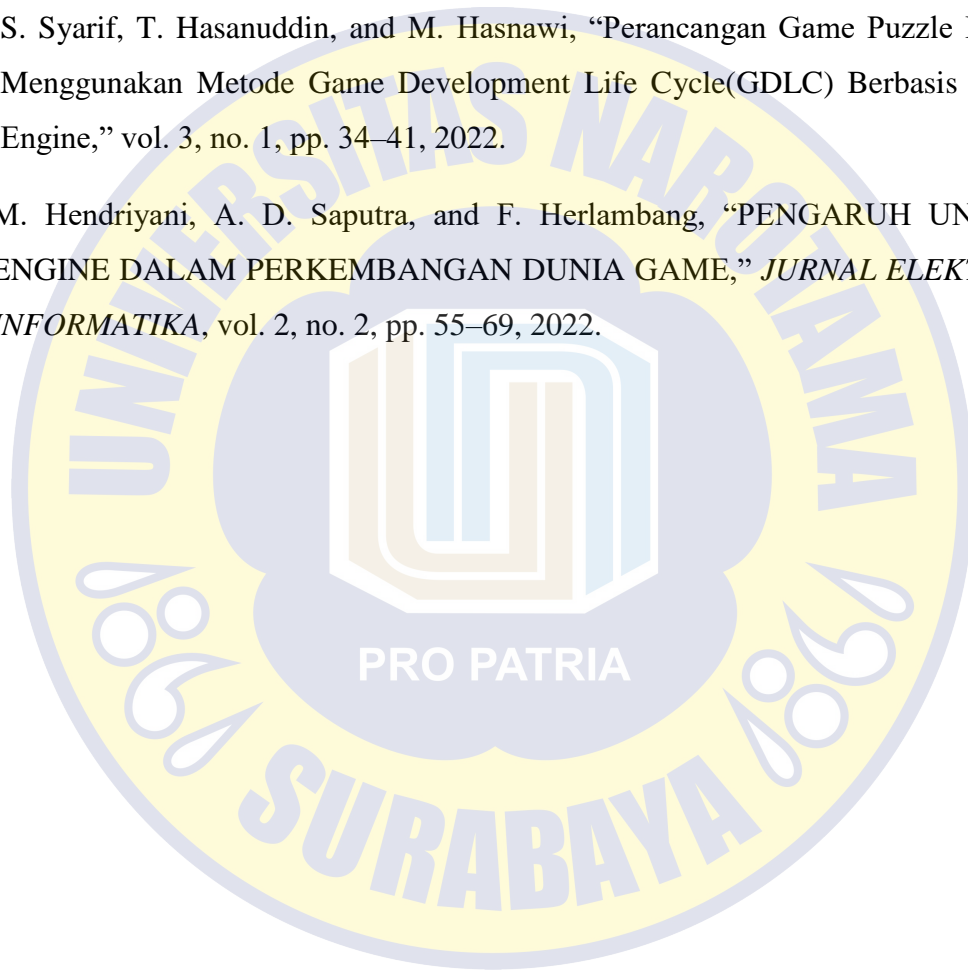 S. Syarif, T. Hasanuddin, and M. Hasnawi, “Perancangan Game Puzzle
Menggunakan Metode Game Development Life Cycle(GDLC) Berbasis
Engine,” vol. 3, no. 1, pp. 34–41, 2022.
M. Hendriyani, A. D. Saputra, and F. Herlambang, “PENGARUH
ENGINE DALAM PERKEMBANGAN DUNIA GAME,” JURNAL
INFORMATIKA, vol. 2, no. 2, pp. 55–69, 2022.
UNIVERSITAS NAROTAMA
PRO PATRIA
SURABAYA